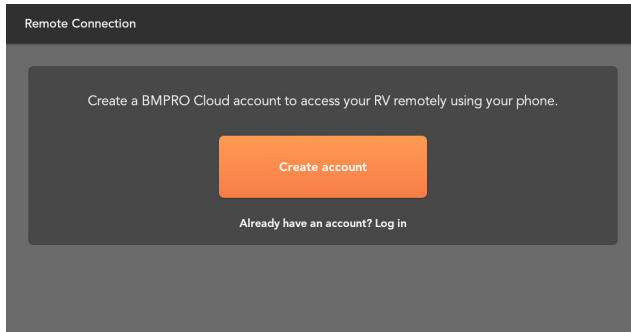 Remote Connection
Create a BMPRO Cloud account to access your RV remotely using your phone.
Create account
Already have an account? Log in